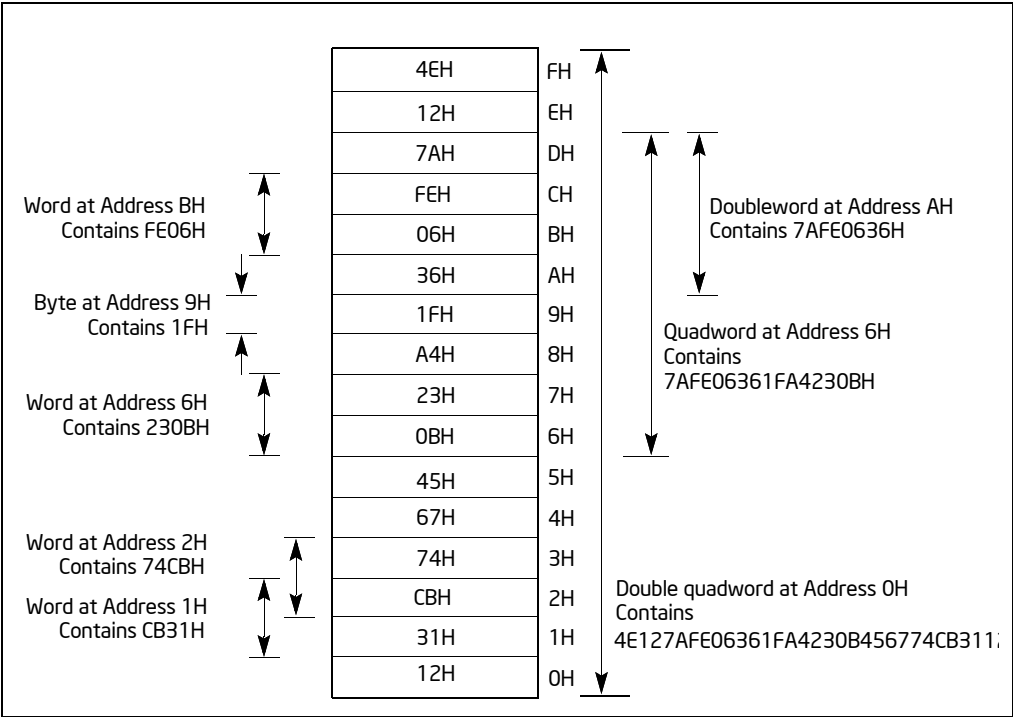 4EH FH
12H EH
7AH DH
FEH CH
06H BH
36H AH
1FH 9H
A4H 8H
23H 7H
0BH 6H
45H 5H
67H 4H
74H 3H
CBH 2H
31H 1H
12H 0H
Word at Address BH
Contains FE06H
Byte at Address 9H
Contains 1FH
Word at Address 6H
Contains 230BH
Word at Address 2H
Contains 74CBH
Word at Address 1H
Contains CB31H
Doubleword at Address AH
Contains 7AFE0636H
Quadword at Address 6H
Contains
7AFE06361FA4230BH
Double quadword at Address 0H
Contains
4E127AFE06361FA4230B456774CB311